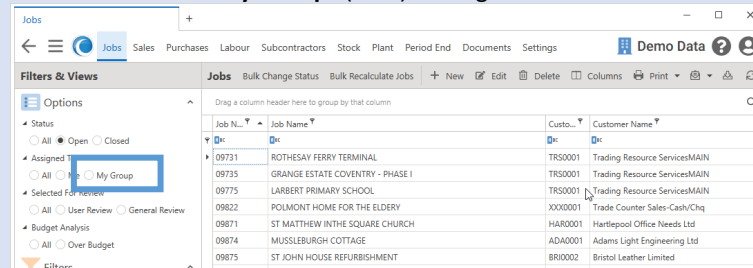 Jobs +
Jobs Sales Purchases Labour Subcontractors Stock Plant Period End Documents Settings Demo Data
Filters & Views
Jobs Bulk Change Status Bulk Recalculate Jobs + New Edit Delete Columns Print
Options
Drag a column header here to group by that column
Status
Job N... Job Name Custo... Customer Name
All Open Closed
Assigned
All Me My Group
09731 ROTHESAY FERRY TERMINAL TRS0001 Trading Resource ServicesMAIN
09735 GRANGE ESTATE COVENTRY - PHASE I TRS0001 Trading Resource ServicesMAIN
Selected For Review
09775 LARBERT PRIMARY SCHOOL TRS0001 Trading Resource ServicesMAIN
All User Review General Review
09822 POLMONT HOME FOR THE ELDERY XXX0001 Trade Counter Sales-Cash/Chq
Budget Analysis
09871 ST MATTHEW INTHE SQUARE CHURCH HAR0001 Hartlepool Office Needs Ltd
All Over Budget
09874 MUSSLEBURGH COTTAGE ADA0001 Adams Light Engineering Ltd
09875 ST JOHN HOUSE REFURBISHMENT BRI0002 Bristol Leather Limited
Filters